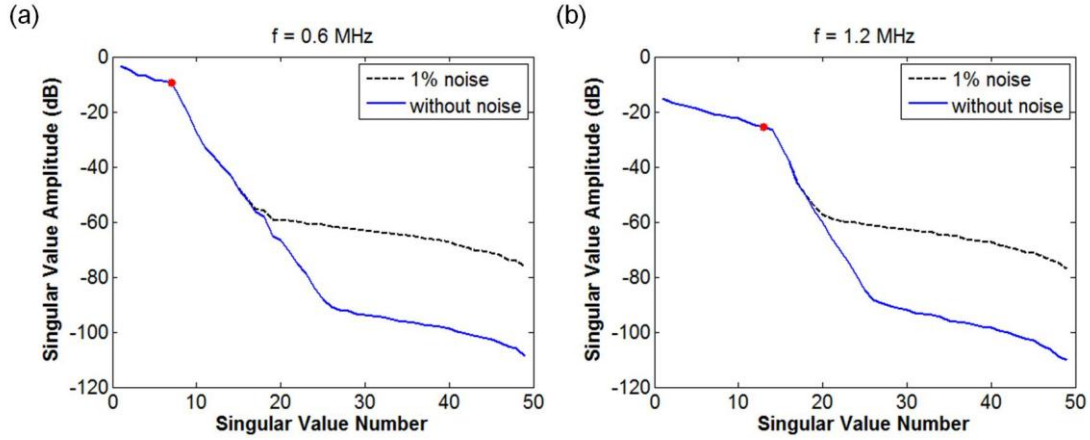 (a)
f = 0.6 MHz
Singular Value Amplitude (dB)
0
-20
-40
-60
-80
-100
-120
1% noise
without noise
0 10 20 30 40 50
Singular Value Number
(b)
f = 1.2 MHz
Singular Value Amplitude (dB)
0
-20
-40
-60
-80
-100
-120
1% noise
without noise
0 10 20 30 40 50
Singular Value Number